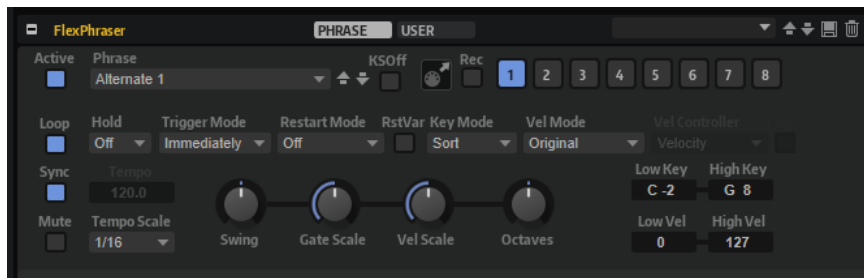 FlexPhraser PHRASE USER
Active Phrase KSOff Rec
Alternate 1 1 2 3 4 5 6 7 8
Loop Hold Trigger Mode Restart Mode RstVar Key Mode Vel Mode Vel Controller
Off Immediately Off Sort Original Velocity
Sync Tempo Low Key High Key
120.0 C -2 G 8
Mute Tempo Scale Low Vel High Vel
1/16 Swing Gate Scale Vel Scale Octaves 0 127